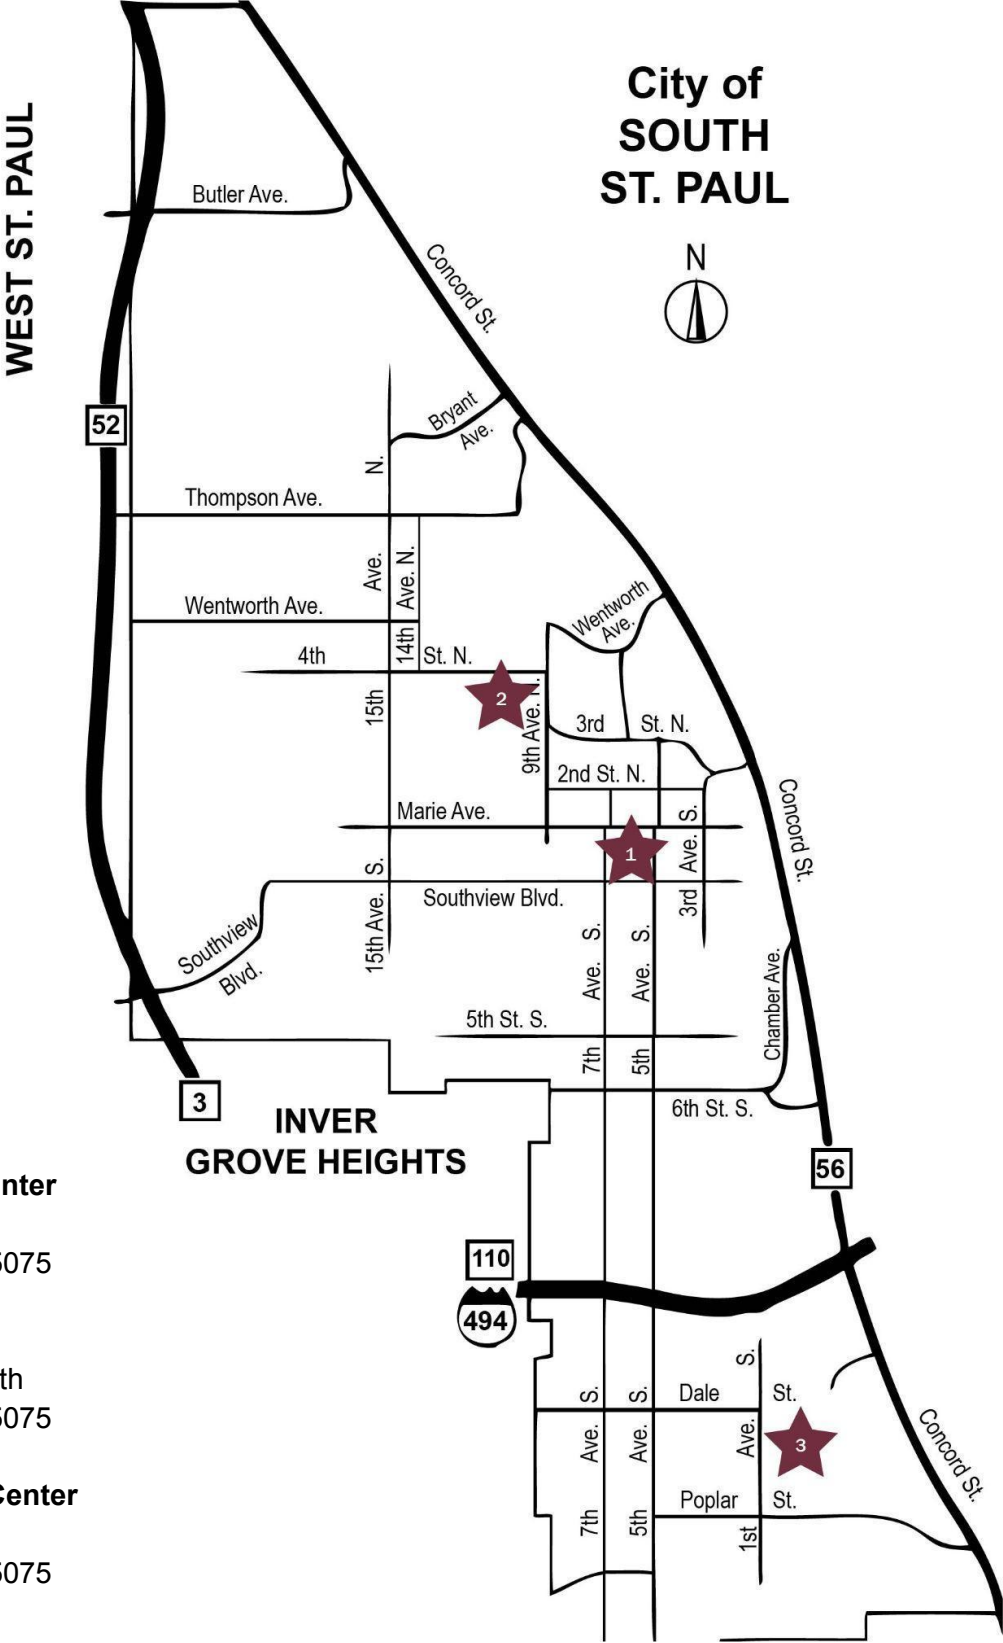 City of
SOUTH
ST. PAUL
N
WEST ST. PAUL
Butler Ave.
Concord St.
52
Bryant
Ave.
N.
Thompson Ave.
Ave.
14th Ave. N.
Wentworth Ave.
Wentworth
Ave.
4th St. N.
2
15th
9th Ave. N.
3rd St. N.
2nd St. N.
Marie Ave.
1
3rd Ave. S.
Concord St.
15th Ave. S.
Southview Blvd.
Southview
Blvd.
7th Ave. S.
5th Ave. S.
Chamber Ave.
5th St. S.
6th St. S.
3
INVER
GROVE HEIGHTS
56
nter
5075
110
494
th
5075
Center
5075
7th Ave. S.
5th Ave. S.
Dale St.
1st Ave. S.
3
Poplar St.
Concord St.